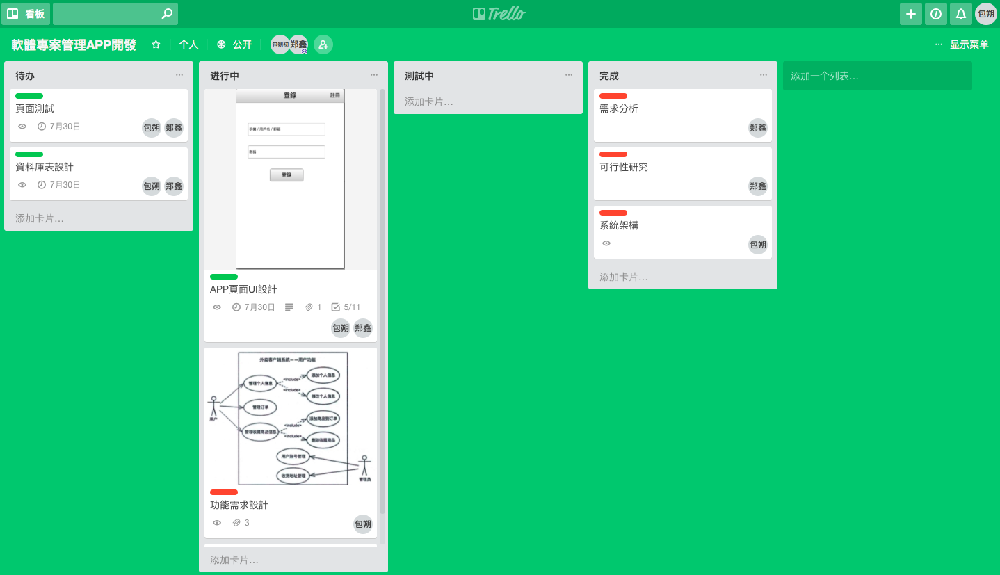 看板
Trello
包朔
軟體專案管理APP開發
个人
公开
包朔初 郑鑫
显示菜单
待办
頁面測試
7月30日
包朔 郑鑫
資料庫表設計
7月30日
包朔 郑鑫
添加卡片…
进行中
登錄 註冊
手機 / 用戶名 / 郵箱
密碼
登錄
APP頁面UI設計
7月30日 1 5/11
包朔 郑鑫
外卖客户端系统——用户功能
添加个人信息
<include>
管理个人信息
<include>
修改个人信息
管理订单
用户
添加商品到订单
<include>
管理收藏商品信息
<include>
删除收藏商品
用户账号管理
收货地址管理
管理员
功能需求設計
3
包朔
添加卡片…
測試中
添加卡片…
完成
需求分析
郑鑫
可行性研究
郑鑫
系統架構
包朔
添加卡片…
添加一个列表…